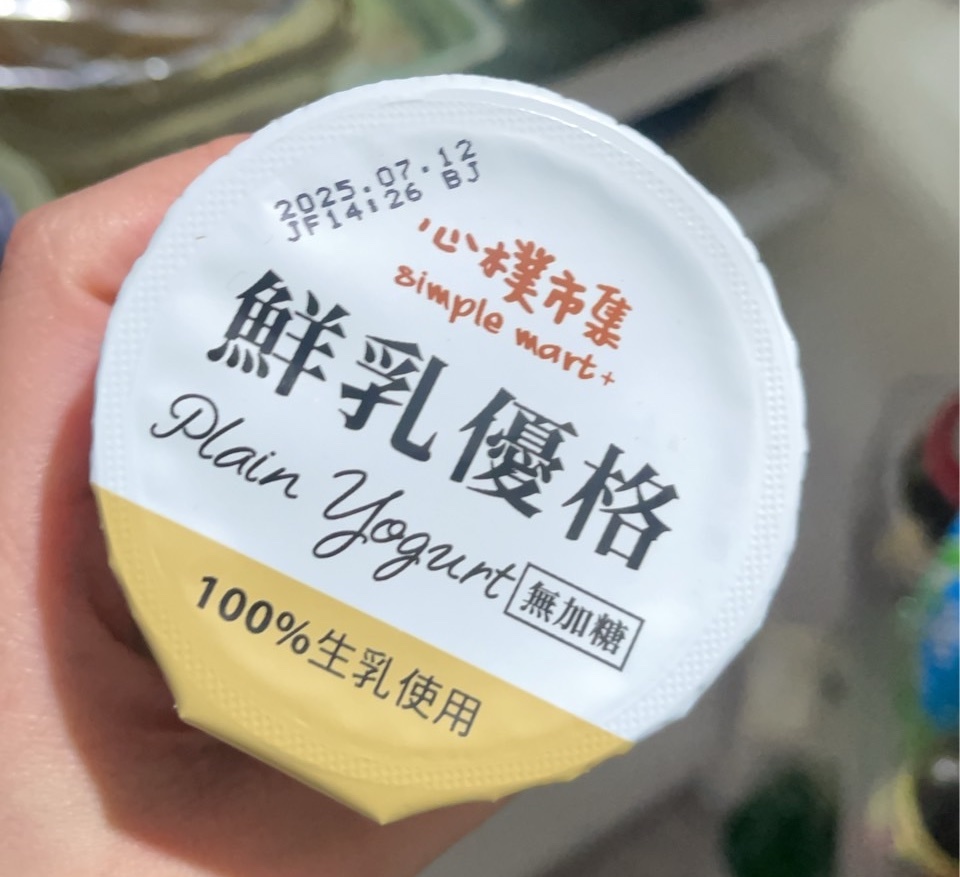 2025.07.12
JF14:26 BJ
心樸市集
simple mart+
鮮乳優格
Plain Yogurt
無加糖
100%生乳使用